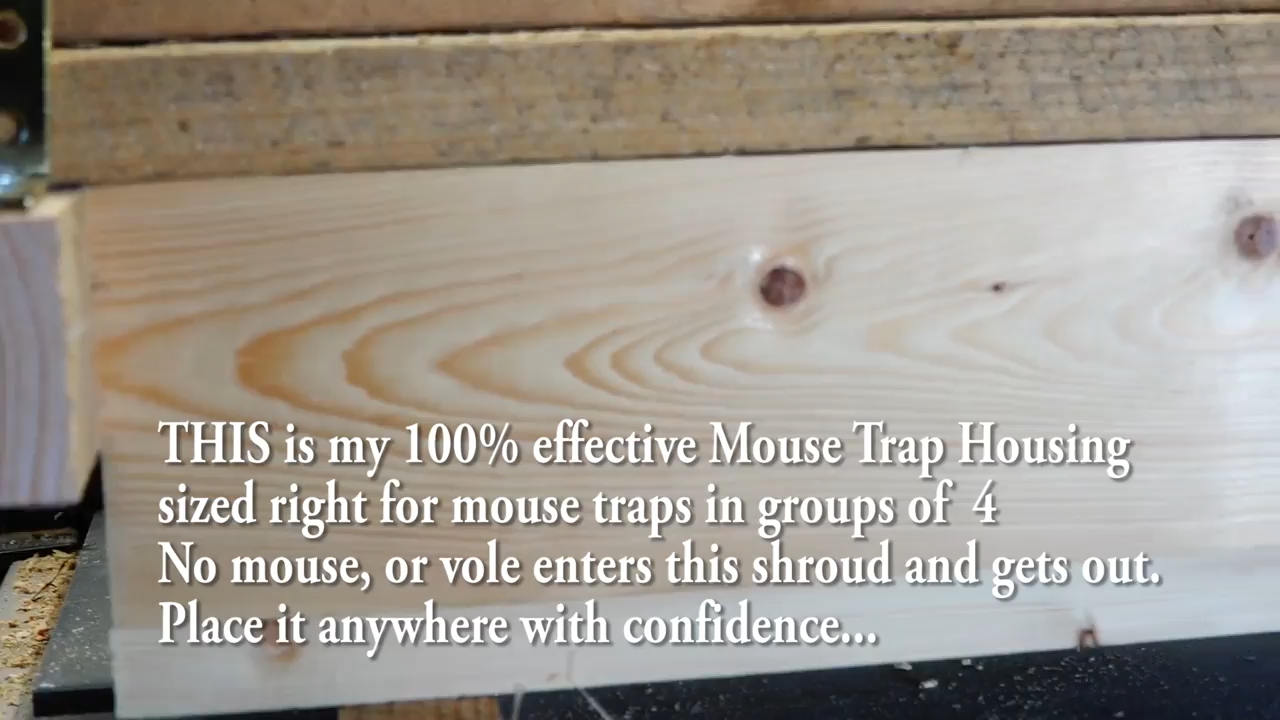 THIS is my 100% effective Mouse Trap Housing
sized right for mouse traps in groups of 4
No mouse, or vole enters this shroud and gets out.
Place it anywhere with confidence...